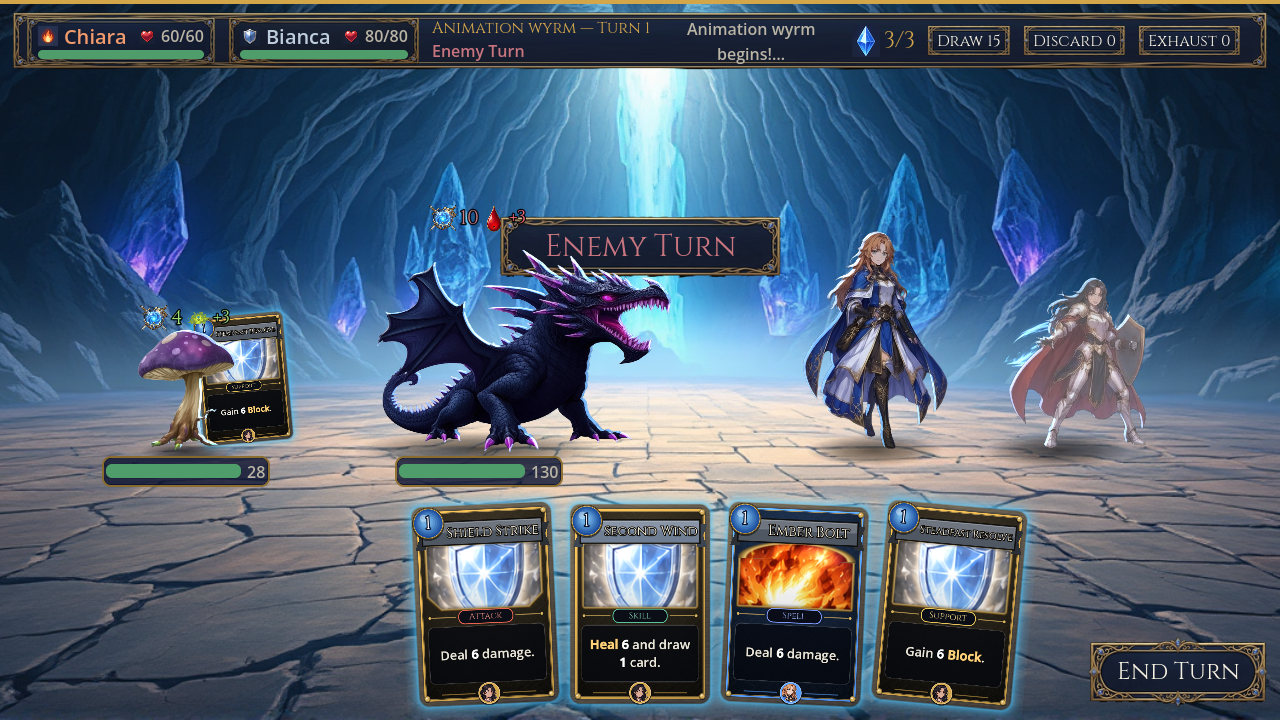 Chiara 60/60
Bianca 80/80
Animation wyrm — Turn 1
Enemy Turn
Animation wyrm
begins!...
3/3
Draw 15
Discard 0
Exhaust 0
10 +3
Enemy Turn
4 +3
Support
Gain 6 Block.
28
130
1 Shield Strike
Attack
Deal 6 damage.
1 Second Wind
Skill
Heal 6 and draw
1 card.
1 Ember Bolt
Spell
Deal 6 damage.
1 Steadfast Resolve
Support
Gain 6 Block.
End Turn